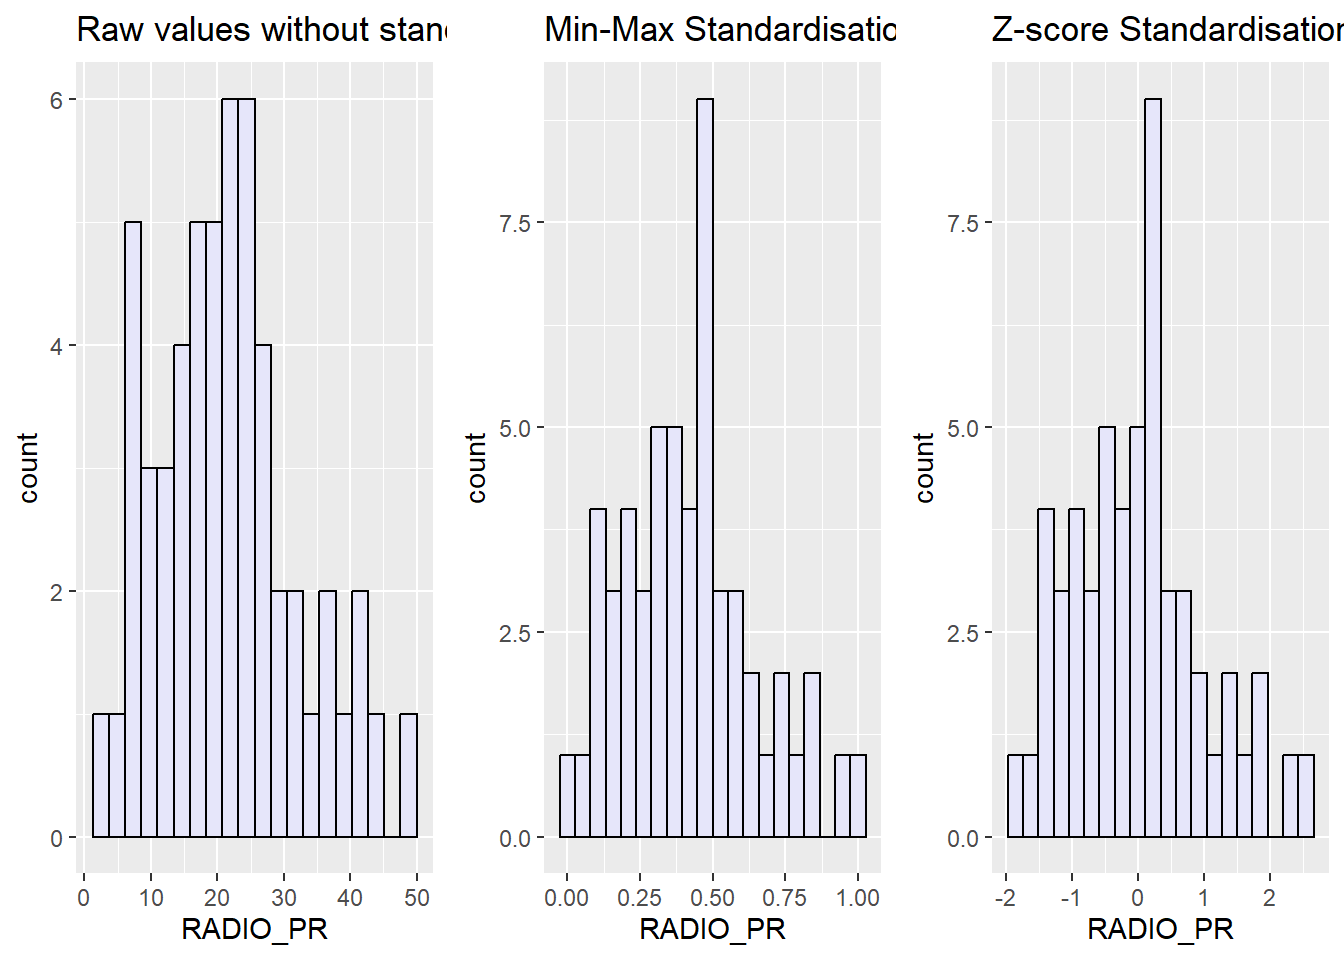 Raw values without stan
6
4
2
0
count
0 10 20 30 40 50
RADIO_PR
Min-Max Standardisatio
7.5
5.0
2.5
0.0
count
0.00 0.25 0.50 0.75 1.00
RADIO_PR
Z-score Standardisation
7.5
5.0
2.5
0.0
count
-2 -1 0 1 2
RADIO_PR